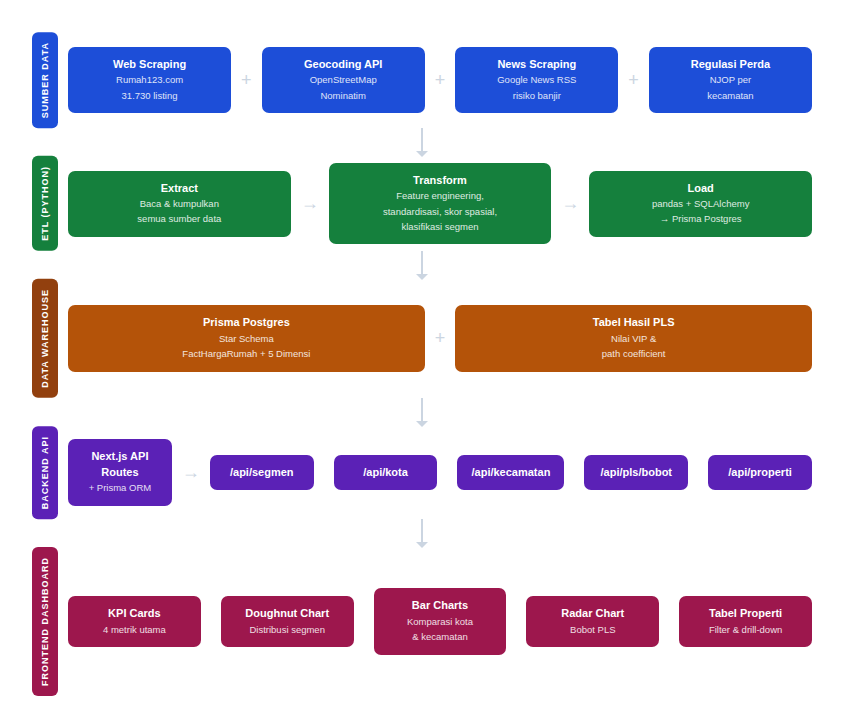 SUMBER DATA
Web Scraping
Rumah123.com
31.730 listing
+
Geocoding API
OpenStreetMap
Nominatim
+
News Scraping
Google News RSS
risiko banjir
+
Regulasi Perda
NJOP per
kecamatan
ETL (PYTHON)
Extract
Baca & kumpulkan
semua sumber data
→
Transform
Feature engineering,
standardisasi, skor spasial,
klasifikasi segmen
→
Load
pandas + SQLAlchemy
→ Prisma Postgres
DATA WAREHOUSE
Prisma Postgres
Star Schema
FactHargaRumah + 5 Dimensi
+
Tabel Hasil PLS
Nilai VIP &
path coefficient
BACKEND API
Next.js API
Routes
+ Prisma ORM
→
/api/segmen
/api/kota
/api/kecamatan
/api/pls/bobot
/api/properti
FRONTEND DASHBOARD
KPI Cards
4 metrik utama
Doughnut Chart
Distribusi segmen
Bar Charts
Komparasi kota
& kecamatan
Radar Chart
Bobot PLS
Tabel Properti
Filter & drill-down